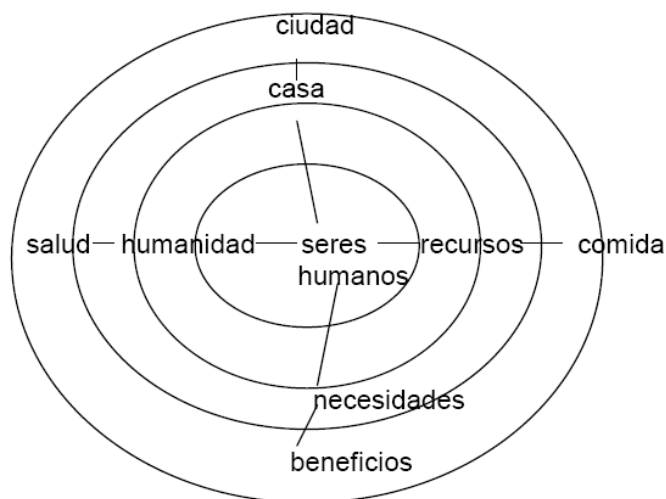 ciudad
casa
salud humanidad seres recursos comida
humanos
necesidades
beneficios